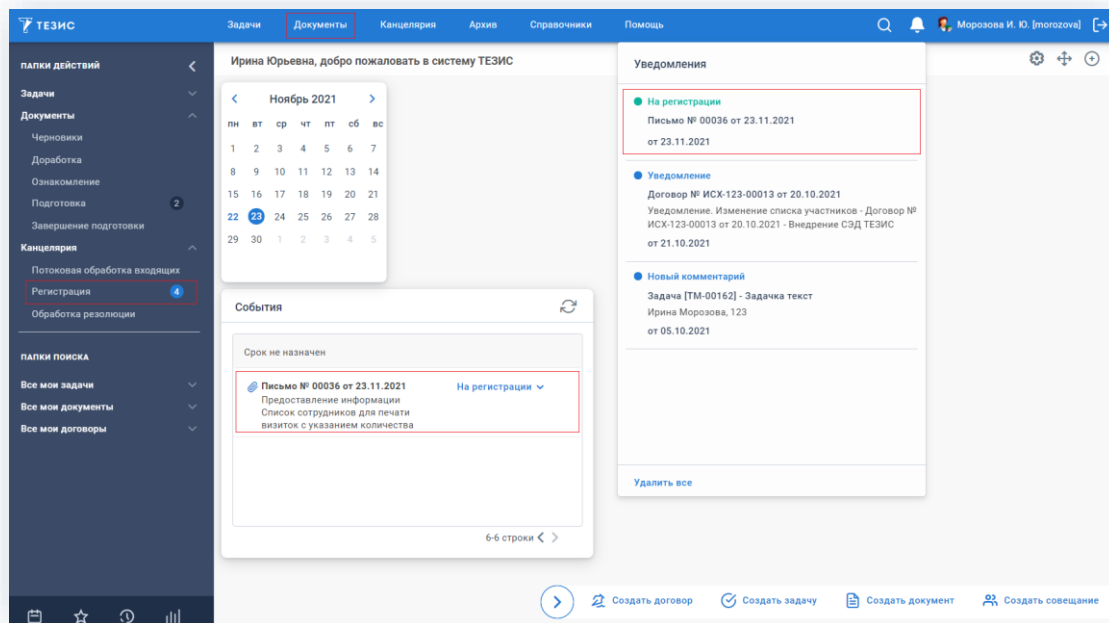 ТЕЗИС
Задачи Документы Канцелярия Архив Справочники Помощь
Морозова И. Ю. [morozova]
ПАПКИ ДЕЙСТВИЙ
Задачи
Документы
Черновики
Доработка
Ознакомление
Подготовка 2
Завершение подготовки
Канцелярия
Потоковая обработка входящих
Регистрация 4
Обработка резолюции
ПАПКИ ПОИСКА
Все мои задачи
Все мои документы
Все мои договоры
Ирина Юрьевна, добро пожаловать в систему ТЕЗИС
Ноябрь 2021
пн вт ср чт пт сб вс
1 2 3 4 5 6 7
8 9 10 11 12 13 14
15 16 17 18 19 20 21
22 23 24 25 26 27 28
29 30 1 2 3 4 5
События
Срок не назначен
Письмо № 00036 от 23.11.2021 На регистрации
Предоставление информации
Список сотрудников для печати
визиток с указанием количества
6-6 строки
Уведомления
На регистрации
Письмо № 00036 от 23.11.2021
от 23.11.2021
Уведомление
Договор № ИСХ-123-00013 от 20.10.2021
Уведомление. Изменение списка участников - Договор №
ИСХ-123-00013 от 20.10.2021 - Внедрение СЭД ТЕЗИС
от 21.10.2021
Новый комментарий
Задача [ТМ-00162] - Задачка текст
Ирина Морозова, 123
от 05.10.2021
Удалить все
Создать договор Создать задачу Создать документ Создать совещание